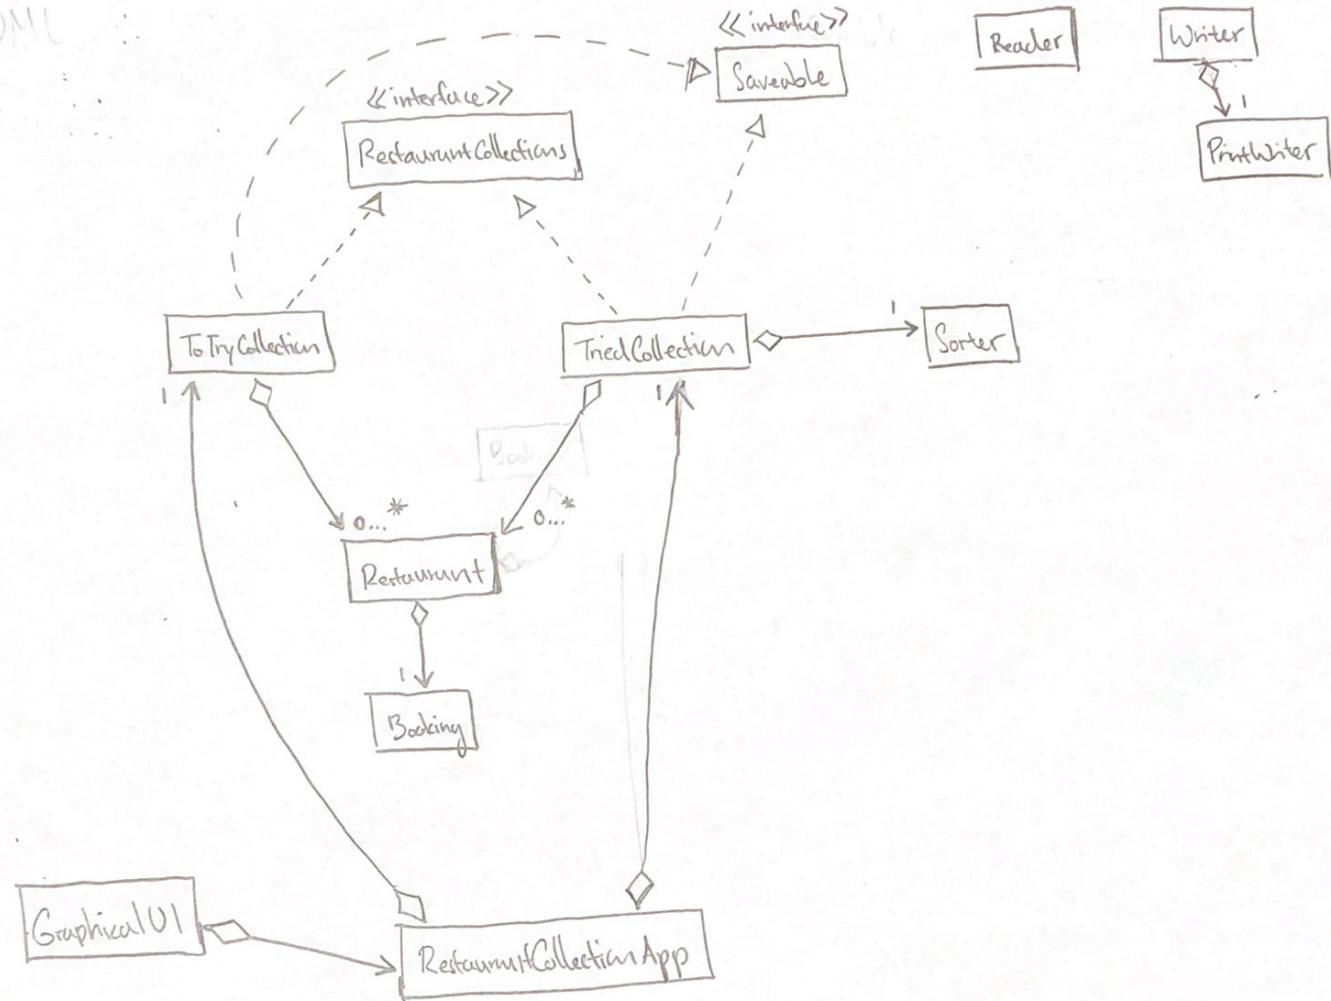 UML
<<interface>>
Saveable
Reader
Writer
1
PrintWriter
<<interface>>
RestaurantCollections
ToTryCollection
TriedCollection
1
Sorter
1
1
0...*
0...*
Restaurant
1
Booking
GraphicalUI
RestaurantCollectionApp